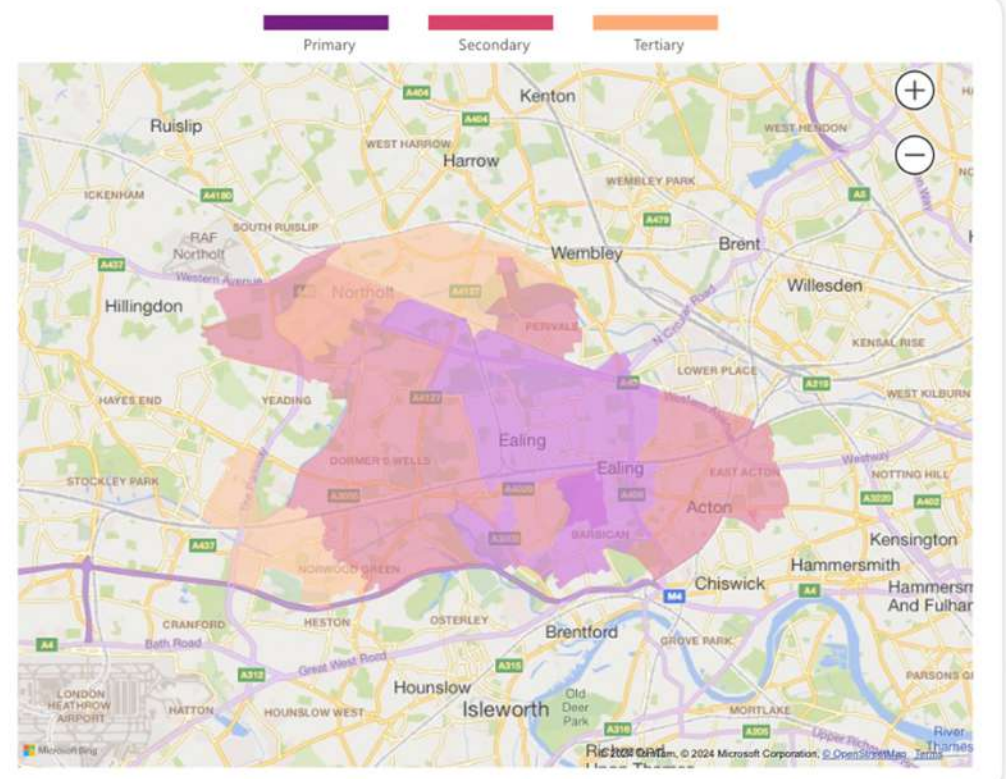 Primary Secondary Tertiary
A404
Kenton
A404
Ruislip
WEST HENDON
WEST HARROW
Harrow
WEMBLEY PARK
ICKENHAM
A4180
A5
A479
SOUTH RUISLIP
RAF
Northolt
Wembley
Brent
A437
Western Avenue
Willesden
Hillingdon
Northolt
A4127
N Circular Road
PERIVALE
KENSAL RISE
LOWER PLACE
A40
A219
HAYES END
YEADING
A4127
WEST KILBURN
Ealing
DORMER'S WELLS
Ealing
Westway
EAST ACTON
STOCKLEY PARK
NOTTING HILL
A406
A3220
A402
Acton
BARBICAN
Kensington
A437
NORWOOD GREEN
Hammersmith
Chiswick
A4
Hammersm
And Fulhar
M4
CRANFORD
HESTON
OSTERLEY
Brentford
A4
Bath Road
GROVE PARK
Great West Road
A315
A312
PARSONS G
Hounslow
LONDON
HEATHROW
AIRPORT
HATTON
HOUNSLOW WEST
Isleworth
Old
Deer
Park
MORTLAKE
A316
A205
River
Thames
Microsoft Bing
Richmond
© 2024 TomTom, © 2024 Microsoft Corporation, © OpenStreetMap Terms